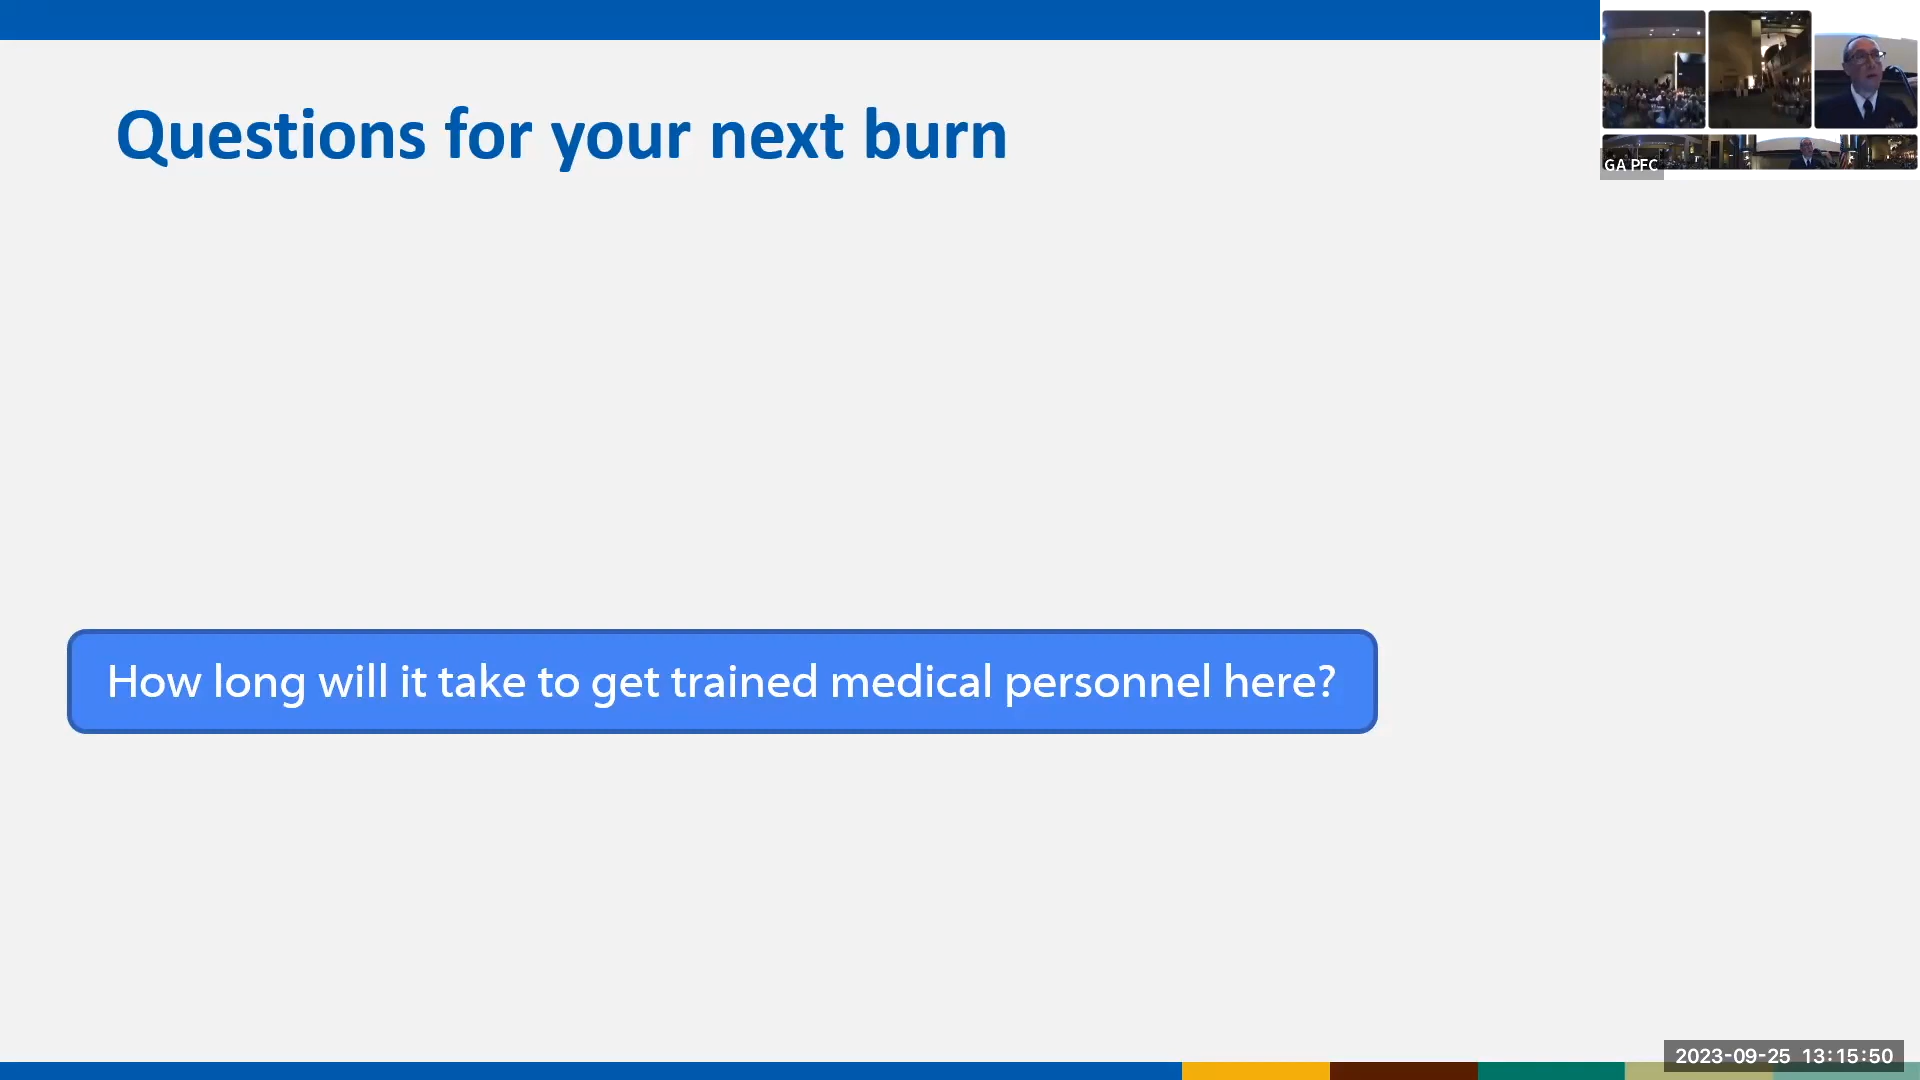 Questions for your next burn
GA PFC
How long will it take to get trained medical personnel here?
2023-09-25 13:15:50